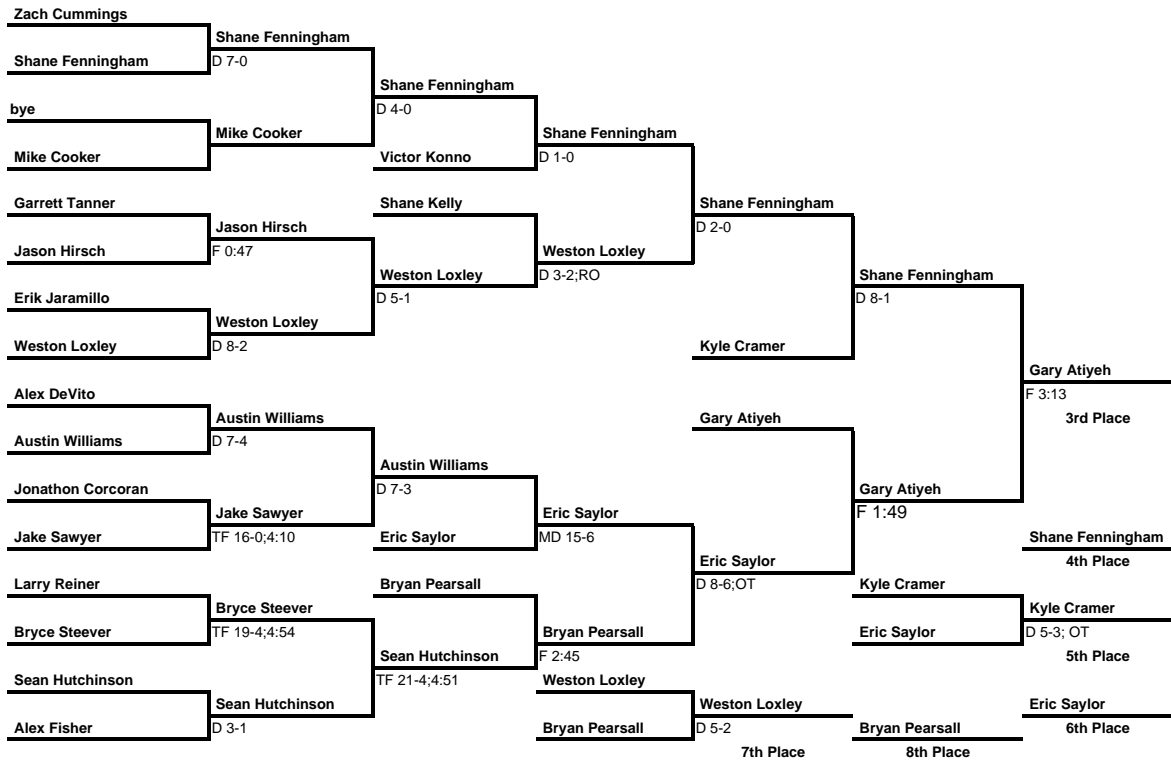 Zach Cummings
Shane Fenningham
Shane Fenningham
D 7-0
Shane Fenningham
D 4-0
bye
Mike Cooker
Mike Cooker
Shane Fenningham
D 1-0
Victor Konno
Garrett Tanner
Shane Kelly
Shane Fenningham
D 2-0
Jason Hirsch
Jason Hirsch
F 0:47
Weston Loxley
D 3-2;RO
Weston Loxley
D 5-1
Shane Fenningham
D 8-1
Erik Jaramillo
Weston Loxley
Weston Loxley
D 8-2
Kyle Cramer
Gary Atiyeh
F 3:13
3rd Place
Alex DeVito
Austin Williams
Austin Williams
D 7-4
Gary Atiyeh
Austin Williams
D 7-3
Jonathon Corcoran
Gary Atiyeh
F 1:49
Jake Sawyer
Jake Sawyer
TF 16-0;4:10
Eric Saylor
Eric Saylor
MD 15-6
Shane Fenningham
4th Place
Eric Saylor
D 8-6;OT
Larry Reiner
Bryan Pearsall
Kyle Cramer
Bryce Steever
Bryce Steever
TF 19-4;4:54
Kyle Cramer
D 5-3; OT
5th Place
Bryan Pearsall
F 2:45
Eric Saylor
Sean Hutchinson
TF 21-4;4:51
Sean Hutchinson
Weston Loxley
Sean Hutchinson
D 3-1
Weston Loxley
D 5-2
7th Place
Eric Saylor
6th Place
Alex Fisher
Bryan Pearsall
Bryan Pearsall
8th Place